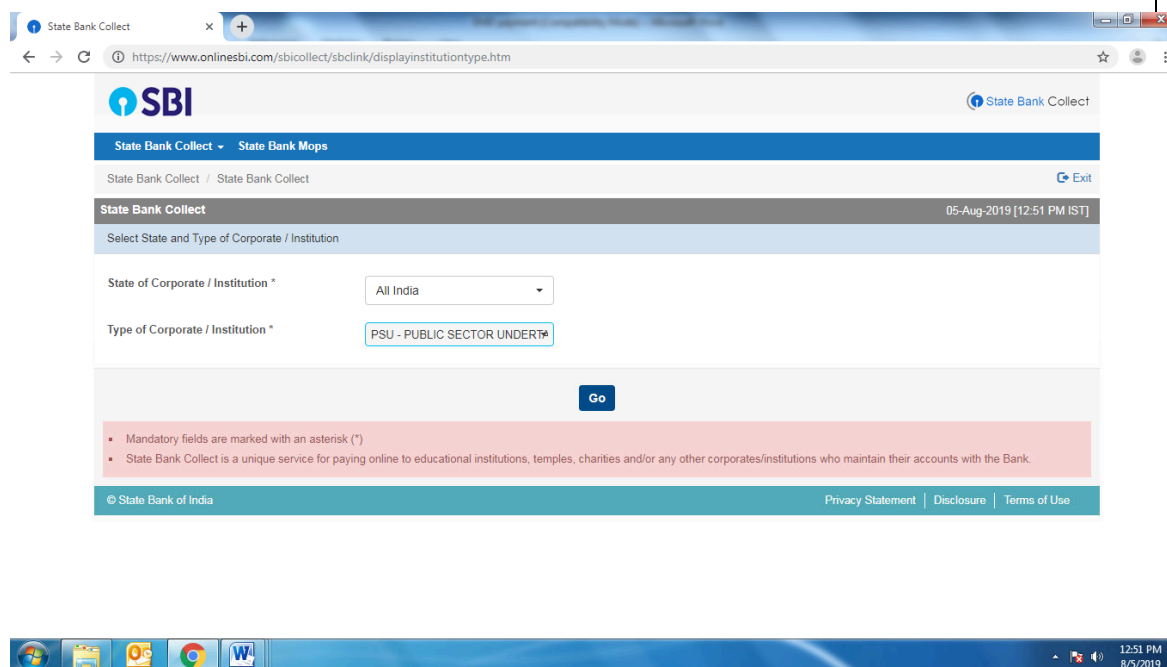 State Bank Collect
https://www.onlinesbi.com/sbicollect/sbclink/displayinstitutiontype.htm
SBI
State Bank Collect
State Bank Collect State Bank Mops
State Bank Collect / State Bank Collect
Exit
State Bank Collect
05-Aug-2019 [12:51 PM IST]
Select State and Type of Corporate / Institution
State of Corporate / Institution *
All India
Type of Corporate / Institution *
PSU - PUBLIC SECTOR UNDERTA
Go
Mandatory fields are marked with an asterisk (*)
State Bank Collect is a unique service for paying online to educational institutions, temples, charities and/or any other corporates/institutions who maintain their accounts with the Bank.
© State Bank of India
Privacy Statement | Disclosure | Terms of Use
12:51 PM
8/5/2019